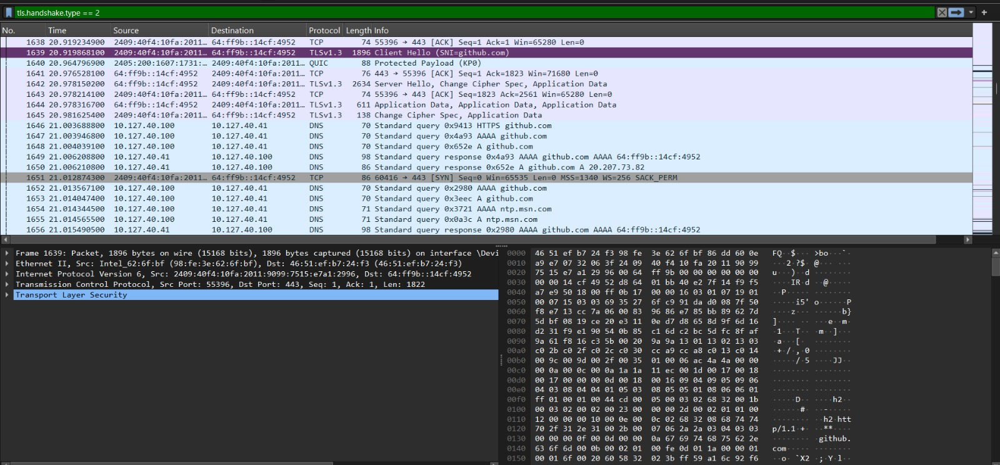 tls.handshake.type == 2
No. Time Source Destination Protocol Length Info
1638 20.919234900 2409:40f4:10fa:2011… 64:ff9b::14cf:4952 TCP 74 55396 → 443 [ACK] Seq=1 Ack=1 Win=65280 Len=0
1639 20.919868100 2409:40f4:10fa:2011… 64:ff9b::14cf:4952 TLSv1.3 1896 Client Hello (SNI=github.com)
1640 20.964796900 2405:200:1607:1731:… 2409:40f4:10fa:2011… QUIC 88 Protected Payload (KP0)
1641 20.976528100 64:ff9b::14cf:4952 2409:40f4:10fa:2011… TCP 76 443 → 55396 [ACK] Seq=1 Ack=1823 Win=71680 Len=0
1642 20.978150200 64:ff9b::14cf:4952 2409:40f4:10fa:2011… TLSv1.3 2634 Server Hello, Change Cipher Spec, Application Data
1643 20.978214100 2409:40f4:10fa:2011… 64:ff9b::14cf:4952 TCP 74 55396 → 443 [ACK] Seq=1823 Ack=2561 Win=65280 Len=0
1644 20.978316700 64:ff9b::14cf:4952 2409:40f4:10fa:2011… TLSv1.3 611 Application Data, Application Data, Application Data
1645 20.981625400 2409:40f4:10fa:2011… 64:ff9b::14cf:4952 TLSv1.3 138 Change Cipher Spec, Application Data
1646 21.003688800 10.127.40.100 10.127.40.41 DNS 70 Standard query 0x9413 HTTPS github.com
1647 21.003946800 10.127.40.100 10.127.40.41 DNS 70 Standard query 0x4a93 AAAA github.com
1648 21.004039100 10.127.40.100 10.127.40.41 DNS 70 Standard query 0x652e A github.com
1649 21.006208800 10.127.40.41 10.127.40.100 DNS 98 Standard query response 0x4a93 AAAA github.com AAAA 64:ff9b::14cf:4952
1650 21.006210800 10.127.40.41 10.127.40.100 DNS 86 Standard query response 0x652e A github.com A 20.207.73.82
1651 21.012874300 2409:40f4:10fa:2011… 64:ff9b::14cf:4952 TCP 86 60416 → 443 [SYN] Seq=0 Win=65535 Len=0 MSS=1340 WS=256 SACK_PERM
1652 21.013567100 10.127.40.100 10.127.40.41 DNS 70 Standard query 0x2980 AAAA github.com
1653 21.014047400 10.127.40.100 10.127.40.41 DNS 70 Standard query 0x3eec A github.com
1654 21.014344500 10.127.40.100 10.127.40.41 DNS 71 Standard query 0x3721 AAAA ntp.msn.com
1655 21.014565500 10.127.40.100 10.127.40.41 DNS 71 Standard query 0x0a3c A ntp.msn.com
1656 21.015490500 10.127.40.41 10.127.40.100 DNS 98 Standard query response 0x2980 AAAA github.com AAAA 64:ff9b::14cf:4952
Frame 1639: Packet, 1896 bytes on wire (15168 bits), 1896 bytes captured (15168 bits) on interface \Devi
Ethernet II, Src: Intel_62:6f:bf (98:fe:3e:62:6f:bf), Dst: 46:51:ef:b7:24:f3 (46:51:ef:b7:24:f3)
Internet Protocol Version 6, Src: 2409:40f4:10fa:2011:9099:7515:e7a1:2996, Dst: 64:ff9b::14cf:4952
Transmission Control Protocol, Src Port: 55396, Dst Port: 443, Seq: 1, Ack: 1, Len: 1822
Transport Layer Security
0000 46 51 ef b7 24 f3 98 fe 3e 62 6f bf 86 dd 60 0e FQ··$··· >bo···`·
0010 a9 e7 07 32 06 3f 24 09 40 f4 10 fa 20 11 90 99 ···2·?$· @··· ···
0020 75 15 e7 a1 29 96 00 64 ff 9b 00 00 00 00 00 00 u···)··d ········
0030 00 00 14 cf 49 52 d8 64 01 bb 40 e2 7f 14 f9 f5 ····IR·d ··@·····
0040 a7 e9 50 18 00 ff 0b 17 00 00 16 03 01 07 19 01 ··P····· ········
0050 00 07 15 03 03 69 35 27 6f c9 91 da d0 08 7f 50 ·····i5' o······P
0060 f8 e7 13 cc 7a 06 00 83 96 86 e7 85 bb 89 62 7d ····z··· ······b}
0070 5d bf 08 19 ce 20 e3 11 0e d7 d8 65 8d 9f 6d 16 ]···· ·· ···e··m·
0080 d2 31 f9 e1 90 54 0b 85 c1 6d c2 bc 5d fc 8f af ·1···T·· ·m··]···
0090 9a 61 f8 16 c3 5b 00 20 9a 9a 13 01 13 02 13 03 ·a···[·  ········
00a0 c0 2b c0 2f c0 2c c0 30 cc a9 cc a8 c0 13 c0 14 ·+·/·,·0 ········
00b0 00 9c 00 9d 00 2f 00 35 01 00 06 ac 4a 4a 00 00 ·····/·5 ····JJ··
00c0 00 0a 00 0c 00 0a 1a 1a 11 ec 00 1d 00 17 00 18 ········ ········
00d0 00 17 00 00 00 0d 00 18 00 16 09 04 09 05 09 06 ········ ········
00e0 04 03 08 04 04 01 05 03 08 05 05 01 08 06 06 01 ········ ········
00f0 ff 01 00 01 00 44 cd 00 05 00 03 02 68 32 00 1b ·····D·· ····h2··
0100 00 03 02 00 02 00 23 00 00 00 2d 00 02 01 01 00 ······#· ··-·····
0110 12 00 00 00 10 00 0e 00 0c 02 68 32 08 68 74 74 ········ ··h2·htt
0120 70 2f 31 2e 31 00 2b 00 07 06 2a 2a 03 04 03 03 p/1.1·+· ··**····
0130 00 00 00 0f 00 0d 00 00 0a 67 69 74 68 75 62 2e ········ ·github.
0140 63 6f 6d 00 0b 00 02 01 00 fe 0d 01 1a 00 00 01 com····· ········
0150 00 01 6f 00 20 60 58 32 02 3b ff 59 a1 6c 92 f6 ··o· `X2 ·;·Y·l··